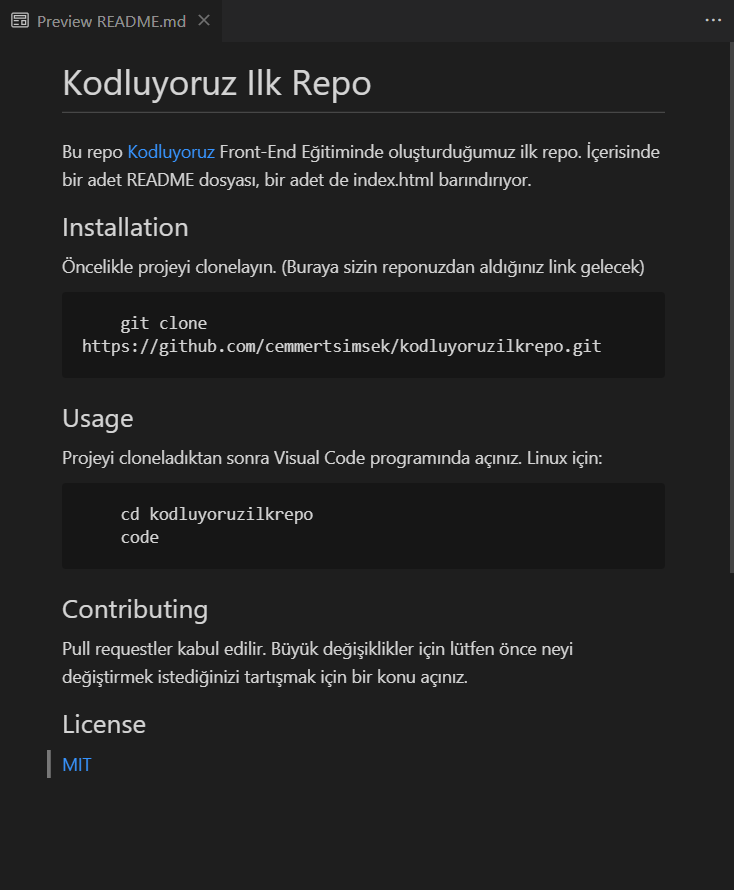 Preview README.md
Kodluyoruz Ilk Repo
Bu repo Kodluyoruz Front-End Eğitiminde oluşturduğumuz ilk repo. İçerisinde
bir adet README dosyası, bir adet de index.html barındırıyor.
Installation
Öncelikle projeyi clonelayın. (Buraya sizin reponuzdan aldığınız link gelecek)
git clone
https://github.com/cemmertsimsek/kodluyoruzilkrepo.git
Usage
Projeyi cloneladıktan sonra Visual Code programında açınız. Linux için:
cd kodluyoruzilkrepo
code
Contributing
Pull requestler kabul edilir. Büyük değişiklikler için lütfen önce neyi
değiştirmek istediğinizi tartışmak için bir konu açınız.
License
MIT